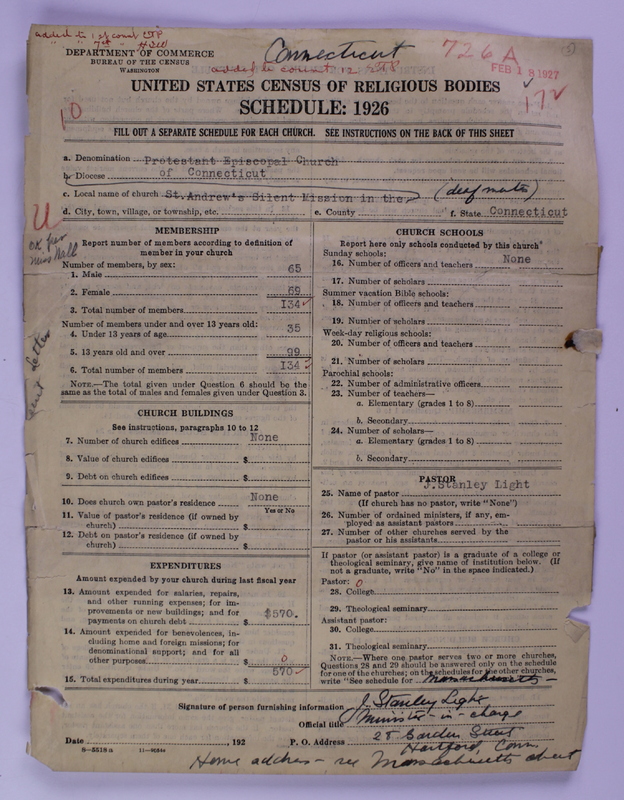 added to 1st count
DEPARTMENT OF COMMERCE
BUREAU OF THE CENSUS
WASHINGTON
Connecticut
726A
FEB 18 1927
added to count 12
UNITED STATES CENSUS OF RELIGIOUS BODIES
SCHEDULE: 1926
10
17
FILL OUT A SEPARATE SCHEDULE FOR EACH CHURCH. SEE INSTRUCTIONS ON THE BACK OF THIS SHEET
a. Denomination Protestant Episcopal Church
b. Diocese of Connecticut
c. Local name of church St. Andrew's Silent Mission in the (deaf mutes)
d. City, town, village, or township, etc. e. County f. State Connecticut
U
ok per
Miss Hall
Sent letter
MEMBERSHIP
Report number of members according to definition of
member in your church
Number of members, by sex:
1. Male 65
2. Female 69
3. Total number of members 134
Number of members under and over 13 years old:
4. Under 13 years of age 35
5. 13 years old and over 99
6. Total number of members 134
NOTE.—The total given under Question 6 should be the
same as the total of males and females given under Question 3.
CHURCH BUILDINGS
See instructions, paragraphs 10 to 12
7. Number of church edifices None
8. Value of church edifices $
9. Debt on church edifices $
10. Does church own pastor's residence None
Yes or No
11. Value of pastor's residence (if owned by
church) $
12. Debt on pastor's residence (if owned by
church) $
EXPENDITURES
Amount expended by your church during last fiscal year
13. Amount expended for salaries, repairs,
and other running expenses; for im-
provements or new buildings; and for
payments on church debt $ $570.
14. Amount expended for benevolences, in-
cluding home and foreign missions; for
denominational support; and for all
other purposes $ 0
15. Total expenditures during year $ 570
CHURCH SCHOOLS
Report here only schools conducted by this church
Sunday schools:
16. Number of officers and teachers None
17. Number of scholars
Summer vacation Bible schools:
18. Number of officers and teachers
19. Number of scholars
Week-day religious schools:
20. Number of officers and teachers
21. Number of scholars
Parochial schools:
22. Number of administrative officers
23. Number of teachers—
a. Elementary (grades 1 to 8)
b. Secondary
24. Number of scholars—
a. Elementary (grades 1 to 8)
b. Secondary
PASTOR
25. Name of pastor J. Stanley Light
(If church has no pastor, write "None")
26. Number of ordained ministers, if any, em-
ployed as assistant pastors
27. Number of other churches served by the
pastor or his assistants
If pastor (or assistant pastor) is a graduate of a college or
theological seminary, give name of institution below. (If
not a graduate, write "No" in the space indicated.)
Pastor: 0
28. College
29. Theological seminary
Assistant pastor:
30. College
31. Theological seminary
NOTE.—Where one pastor serves two or more churches,
Questions 28 and 29 should be answered only on the schedule
for one of the churches; on the schedules for the other churches,
write "See schedule for Massachusetts
Signature of person furnishing information J. Stanley Light
Official title Minister-in-charge
Date , 192 P. O. Address 28 Garden Street
Hartford, Conn.
Home address - see Massachusetts sheet